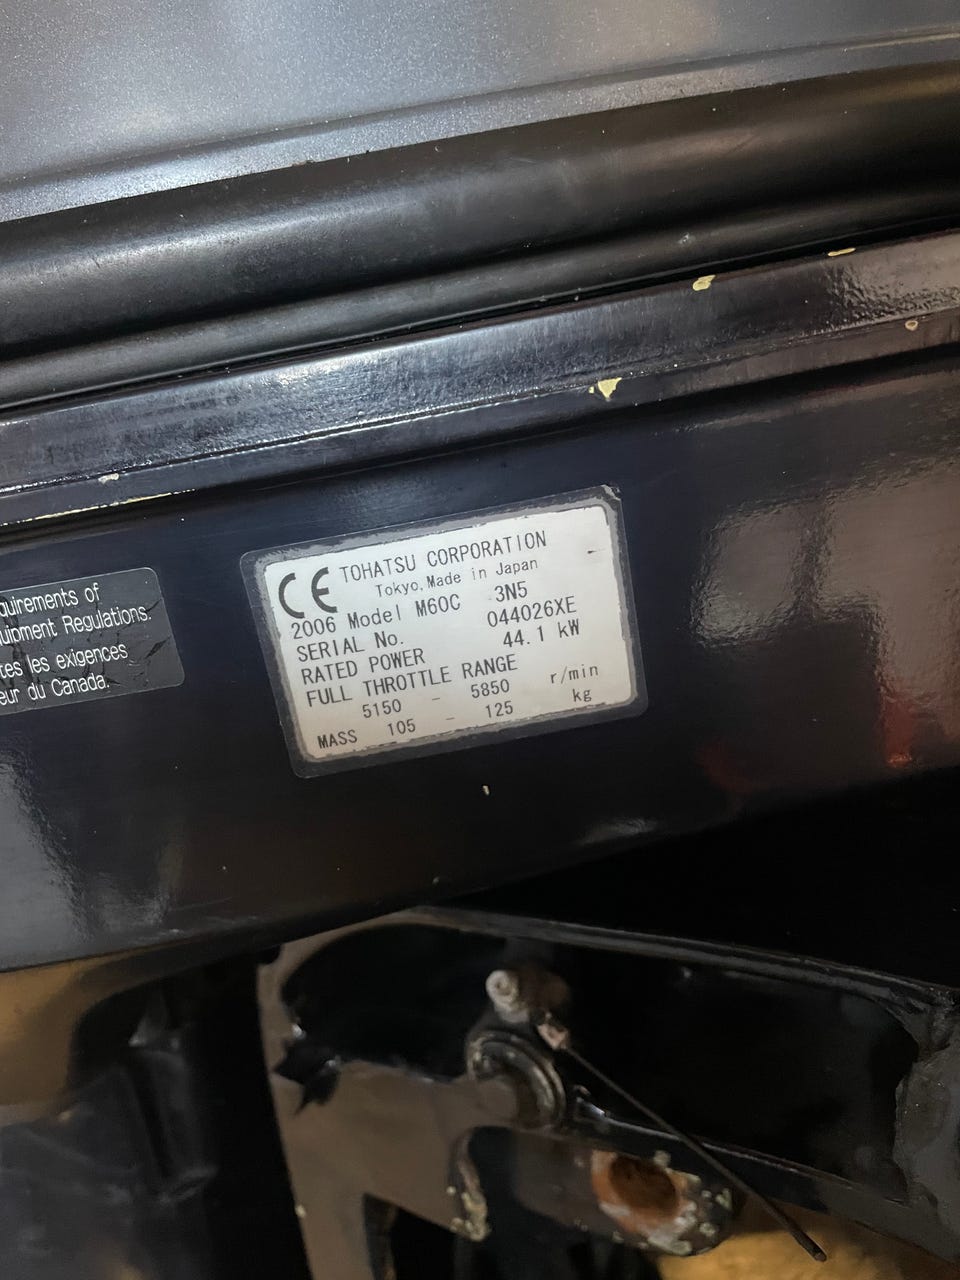 quirements of
uipment Regulations.
tes les exigences
eur du Canada.
CE TOHATSU CORPORATION
Tokyo, Made in Japan
2006 Model M60C 3N5
SERIAL No. 044026XE
RATED POWER 44.1 kW
FULL THROTTLE RANGE
5150 - 5850 r/min
MASS 105 - 125 kg